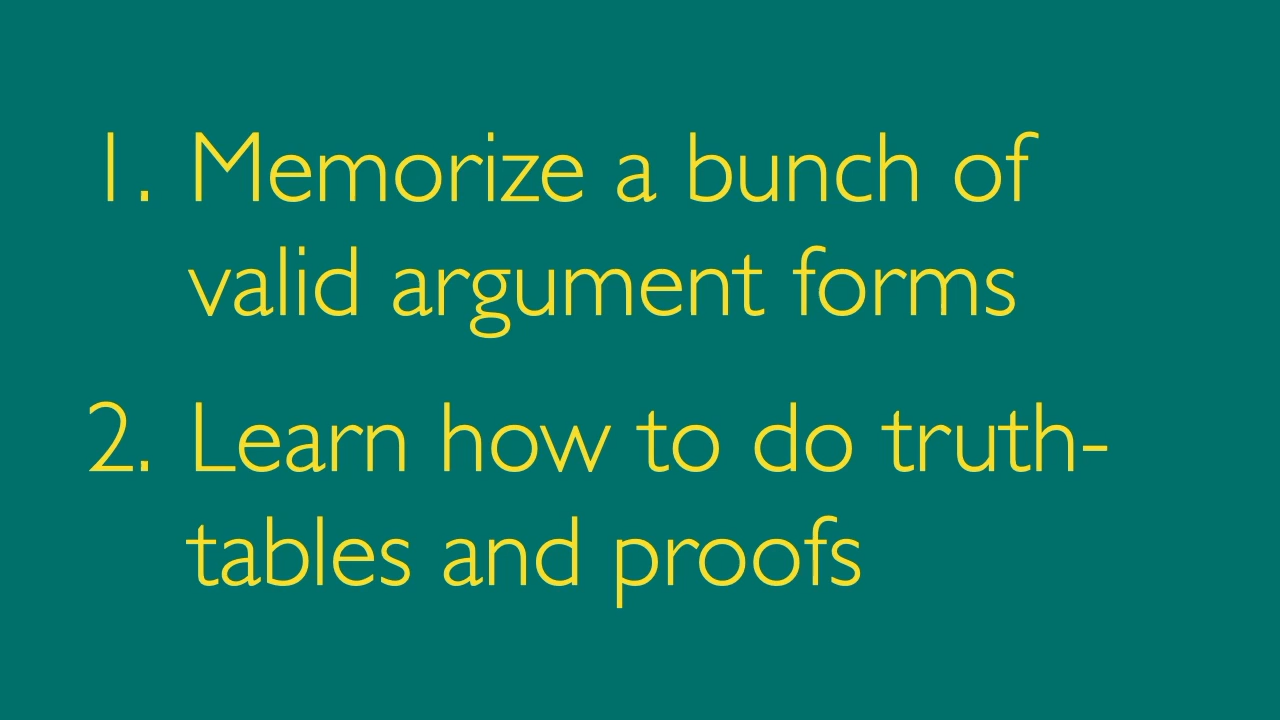 1. Memorize a bunch of
valid argument forms
2. Learn how to do truth-
tables and proofs